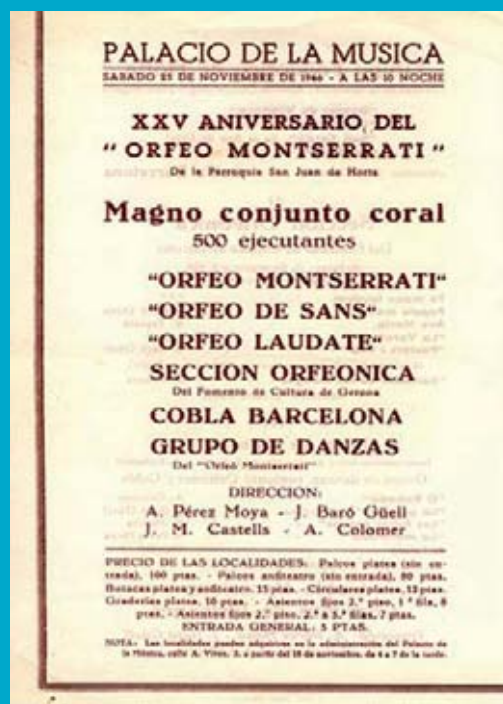 PALACIO DE LA MUSICA
SABADO 23 DE NOVIEMBRE DE 1946 - A LAS 10 NOCHE
XXV ANIVERSARIO, DEL
"ORFEO MONTSERRATI"
De la Parroquia San Juan de Horta
Magno conjunto coral
500 ejecutantes
"ORFEO MONTSERRATI"
"ORFEO DE SANS"
"ORFEO LAUDATE"
SECCION ORFEONICA
Del Fomento de Cultura de Gerona
COBLA BARCELONA
GRUPO DE DANZAS
Del "Orfeó Montserratí"
DIRECCION:
A. Pérez Moya - J. Baró Güell
J. M. Castells - A. Colomer
PRECIO DE LAS LOCALIDADES: Palcos platea (sin en-
trada), 100 ptas. - Palcos anfiteatro (sin entrada), 80 ptas.
Butacas platea y anfiteatro, 15 ptas. - Circulares platea, 12 ptas.
Graderías platea, 10 ptas. - Asientos fijos 2.º piso, 1.ª fila, 8
ptas. - Asientos fijos 2.º piso, 2.ª a 5.ª filas, 7 ptas.
ENTRADA GENERAL: 5 PTAS.
NOTA: Las localidades pueden adquirirse en la administración del Palacio de
la Música, calle A. Vives, 3, a partir del 18 de noviembre, de 4 a 7 de la tarde.